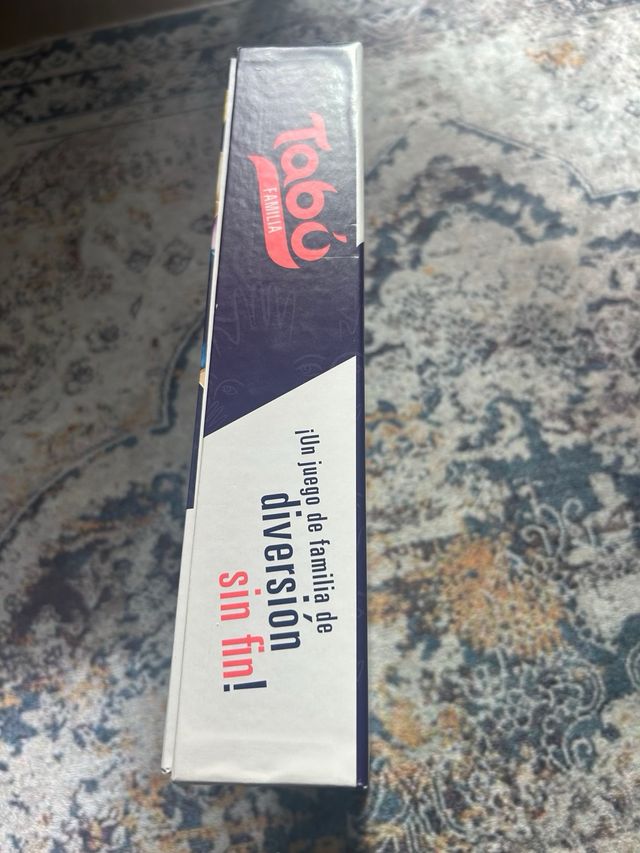 Tabú
FAMILIA
¡Un juego de familia de
diversión
sin fin!